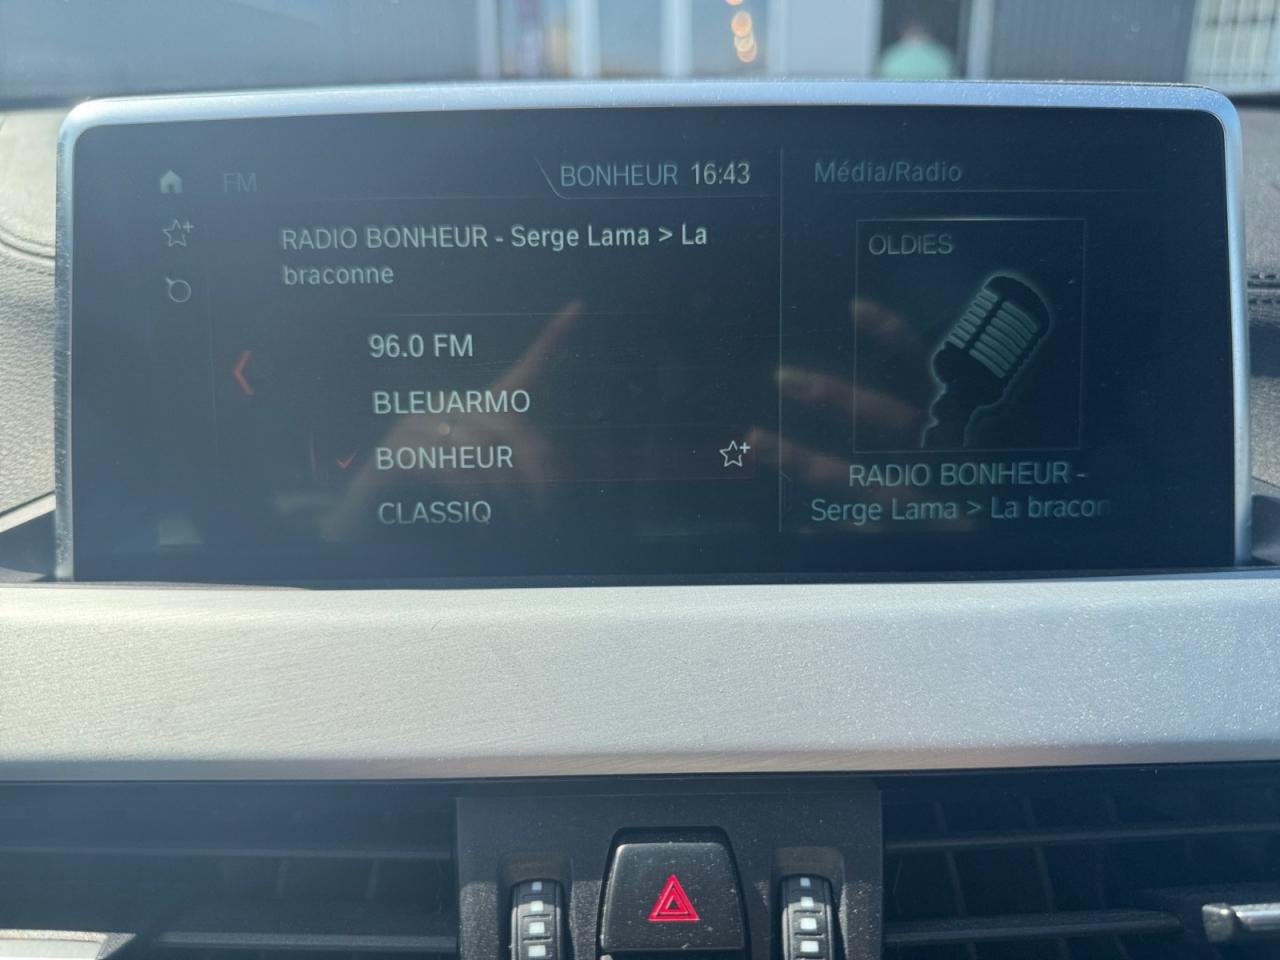 FM
BONHEUR 16:43
RADIO BONHEUR - Serge Lama > La
braconne
96.0 FM
BLEUARMO
BONHEUR
CLASSIQ
Média/Radio
OLDIES
RADIO BONHEUR -
Serge Lama > La bracon